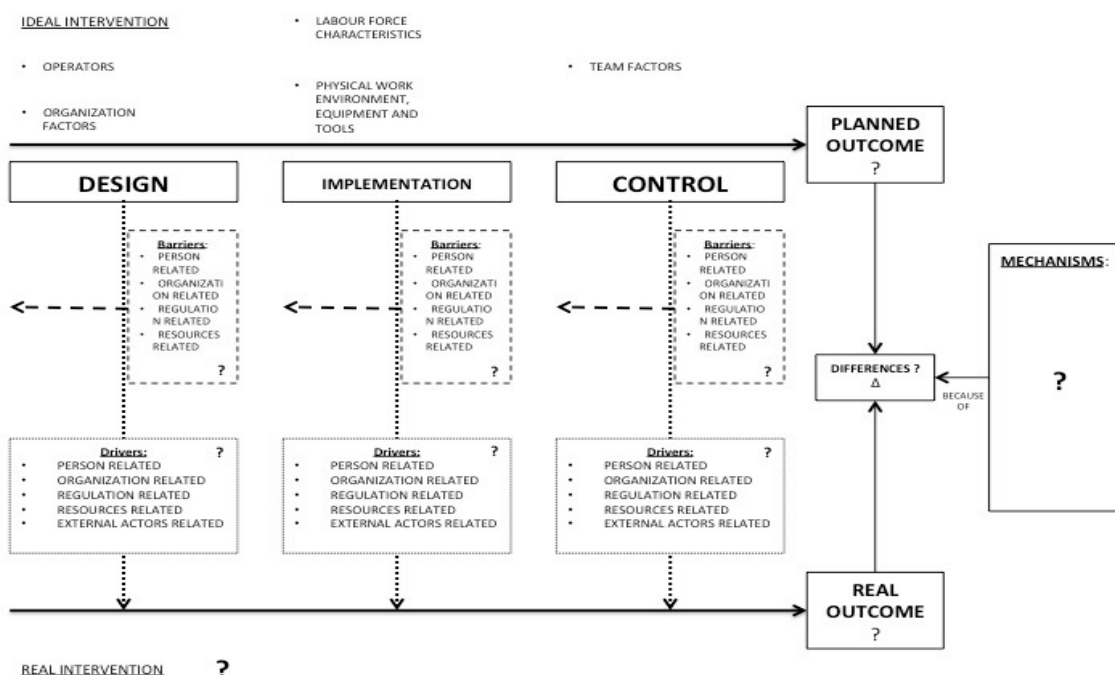 IDEAL INTERVENTION
• OPERATORS
• ORGANIZATION
FACTORS
• LABOUR FORCE
CHARACTERISTICS
• PHYSICAL WORK
ENVIRONMENT,
EQUIPMENT AND
TOOLS
• TEAM FACTORS
PLANNED
OUTCOME
?
DESIGN
IMPLEMENTATION
CONTROL
Barriers:
• PERSON
RELATED
• ORGANIZATI
ON RELATED
• REGULATIO
N RELATED
• RESOURCES
RELATED
?
Barriers:
• PERSON
RELATED
• ORGANIZATI
ON RELATED
• REGULATIO
N RELATED
• RESOURCES
RELATED
?
Barriers:
• PERSON
RELATED
• ORGANIZATI
ON RELATED
• REGULATIO
N RELATED
• RESOURCES
RELATED
?
MECHANISMS:
?
DIFFERENCES ?
Δ
BECAUSE
OF
Drivers: ?
• PERSON RELATED
• ORGANIZATION RELATED
• REGULATION RELATED
• RESOURCES RELATED
• EXTERNAL ACTORS RELATED
Drivers: ?
• PERSON RELATED
• ORGANIZATION RELATED
• REGULATION RELATED
• RESOURCES RELATED
• EXTERNAL ACTORS RELATED
Drivers: ?
• PERSON RELATED
• ORGANIZATION RELATED
• REGULATION RELATED
• RESOURCES RELATED
• EXTERNAL ACTORS RELATED
REAL
OUTCOME
?
REAL INTERVENTION ?